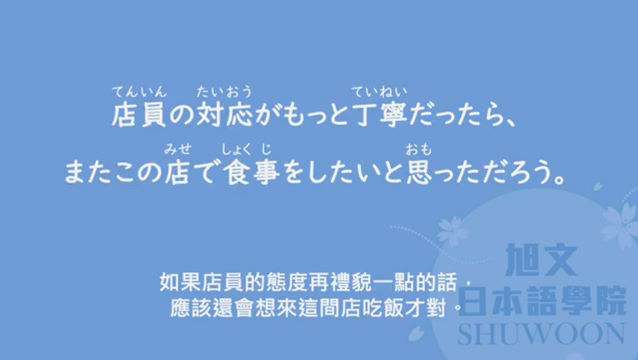 てんいん たいおう ていねい
店員の対応がもっと丁寧だったら、
みせ しょくじ おも
またこの店で食事をしたいと思っただろう。
如果店員的態度再禮貌一點的話，
應該還會想來這間店吃飯才對。
旭文
日本語學院
SHUWOON